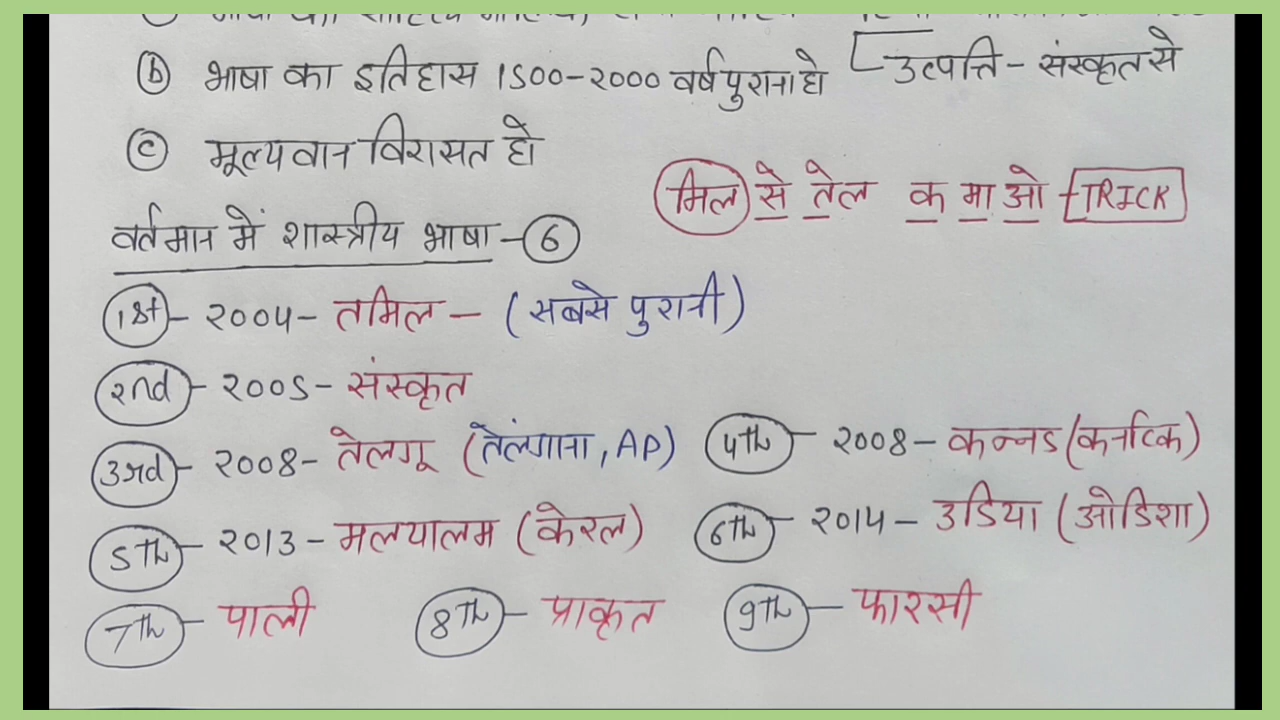 ⓑ भाषा का इतिहास 1500-2000 वर्ष पुराना हो
उत्पत्ति - संस्कृत से
ⓒ मूल्यवान विरासत हो
मिल से तेल क मा ओ - TRICK
वर्तमान में शास्त्रीय भाषा - 6
1st - 2004 - तमिल - (सबसे पुरानी)
2nd - 2005 - संस्कृत
3rd - 2008 - तेलगू (तेलंगाना, AP)
4th - 2008 - कन्नड (कर्नाटक)
5th - 2013 - मलयालम (केरल)
6th - 2014 - उडिया (ओडिशा)
7th - पाली
8th - प्राकृत
9th - फारसी